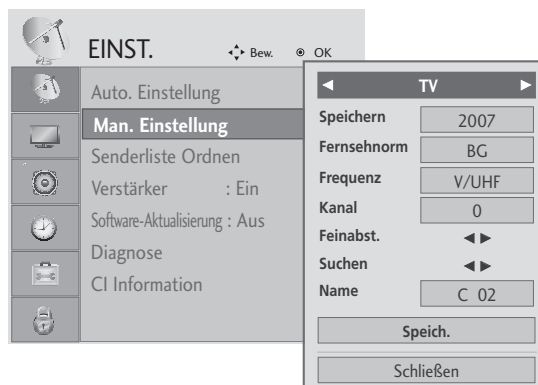 EINST.
Bew.
OK
Auto. Einstellung
Man. Einstellung
Senderliste Ordnen
Verstärker : Ein
Software-Aktualisierung : Aus
Diagnose
CI Information
TV
Speichern 2007
Fernsehnorm BG
Frequenz V/UHF
Kanal 0
Feinabst.
Suchen
Name C 02
Speich.
Schließen